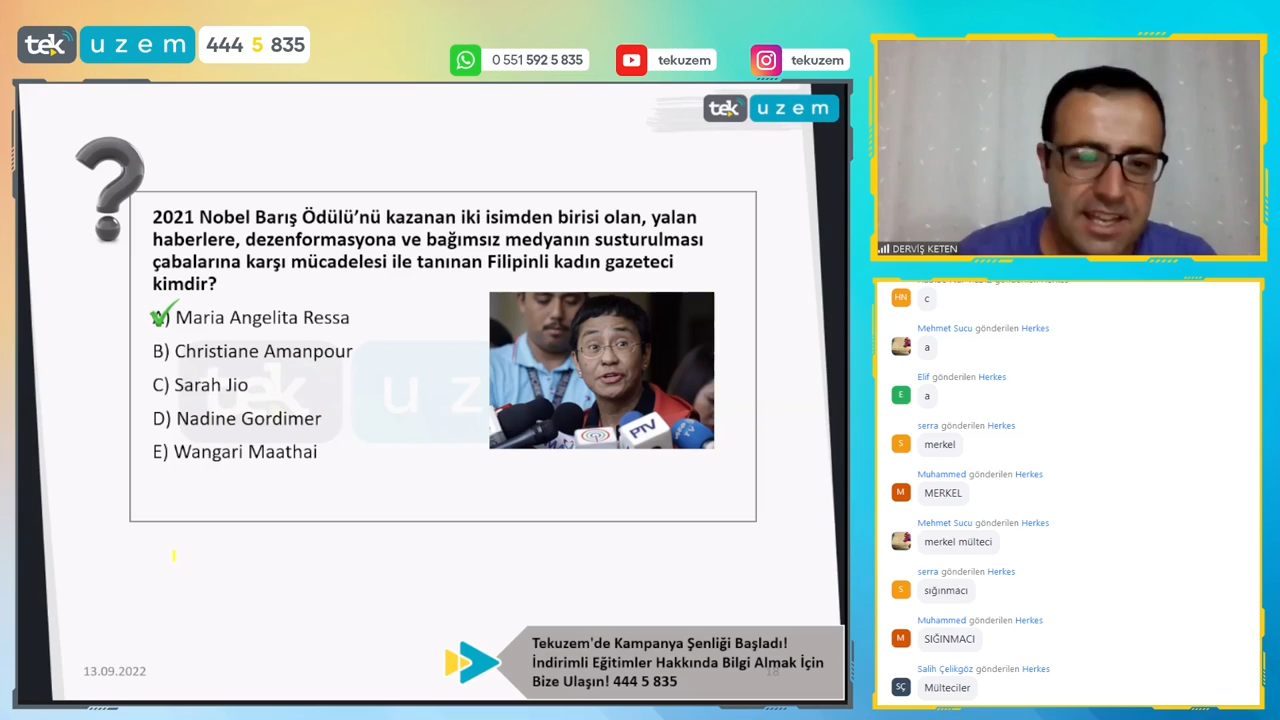 tek uzem 444 5 835
0 551 592 5 835
tekuzem
tekuzem
tek uzem
2021 Nobel Barış Ödülü’nü kazanan iki isimden birisi olan, yalan
haberlere, dezenformasyona ve bağımsız medyanın susturulması
çabalarına karşı mücadelesi ile tanınan Filipinli kadın gazeteci
kimdir?
A) Maria Angelita Ressa
B) Christiane Amanpour
C) Sarah Jio
D) Nadine Gordimer
E) Wangari Maathai
PTV
TV
13.09.2022
18
Tekuzem'de Kampanya Şenliği Başladı!
İndirimli Eğitimler Hakkında Bilgi Almak İçin
Bize Ulaşın! 444 5 835
DERVİŞ KETEN
HN
c
Mehmet Sucu gönderilen Herkes
a
Elif gönderilen Herkes
E
a
serra gönderilen Herkes
S
merkel
Muhammed gönderilen Herkes
M
MERKEL
Mehmet Sucu gönderilen Herkes
merkel mülteci
serra gönderilen Herkes
S
sığınmacı
Muhammed gönderilen Herkes
M
SIĞINMACI
Salih Çelikgöz gönderilen Herkes
SÇ
Mülteciler